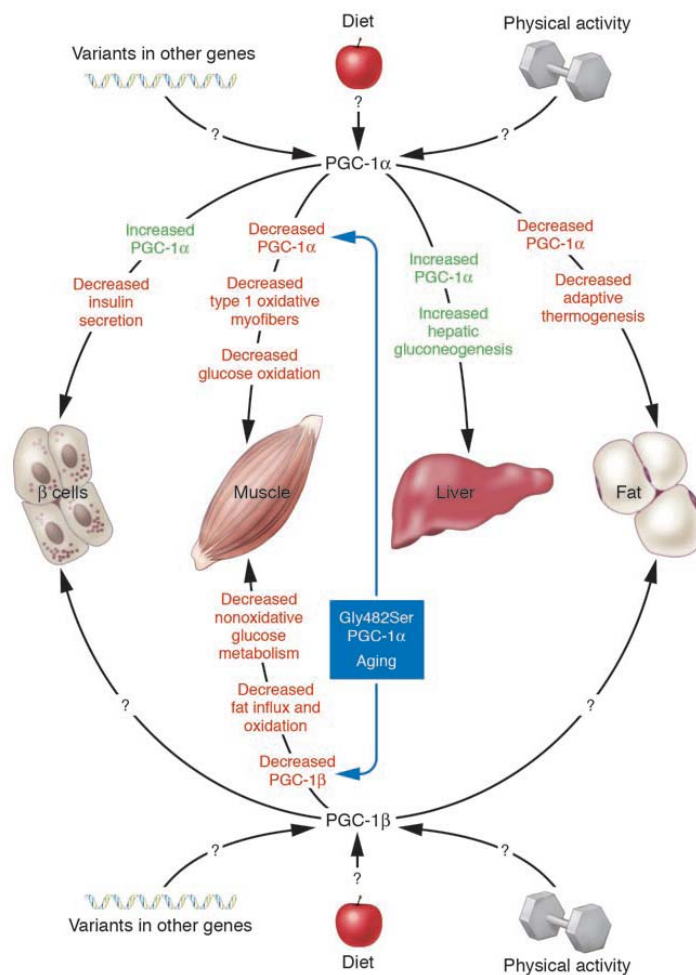 Diet
Physical activity
Variants in other genes
?
?
?
PGC-1α
Increased
PGC-1α
Decreased
insulin
secretion
Decreased
PGC-1α
Decreased
type 1 oxidative
myofibers
Decreased
glucose oxidation
Increased
PGC-1α
Increased
hepatic
gluconeogenesis
Decreased
PGC-1α
Decreased
adaptive
thermogenesis
β cells
Muscle
Liver
Fat
Decreased
nonoxidative
glucose
metabolism
Decreased
fat influx and
oxidation
Decreased
PGC-1β
Gly482Ser
PGC-1α
Aging
?
?
PGC-1β
?
?
?
Variants in other genes
Diet
Physical activity